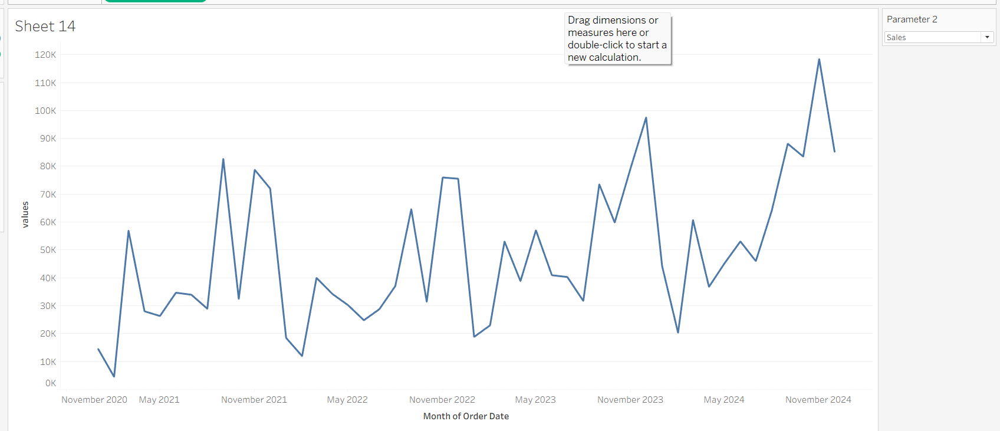 Sheet 14
Drag dimensions or
measures here or
double-click to start a
new calculation.
Parameter 2
Sales
120K
110K
100K
90K
80K
70K
60K
50K
40K
30K
20K
10K
0K
values
November 2020 May 2021 November 2021 May 2022 November 2022 May 2023 November 2023 May 2024 November 2024
Month of Order Date